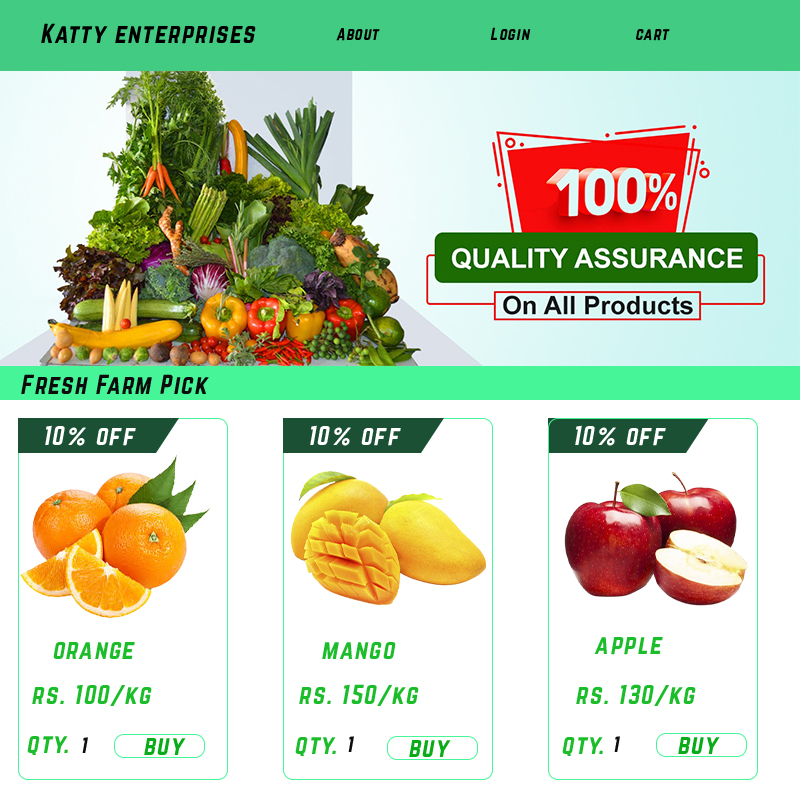 Katty enterprises About Login cart
100%
QUALITY ASSURANCE
On All Products
Fresh Farm Pick
10% off 10% off 10% off
orange mango apple
rs. 100/kg rs. 150/kg rs. 130/kg
qty. 1 buy qty. 1 buy qty. 1 buy